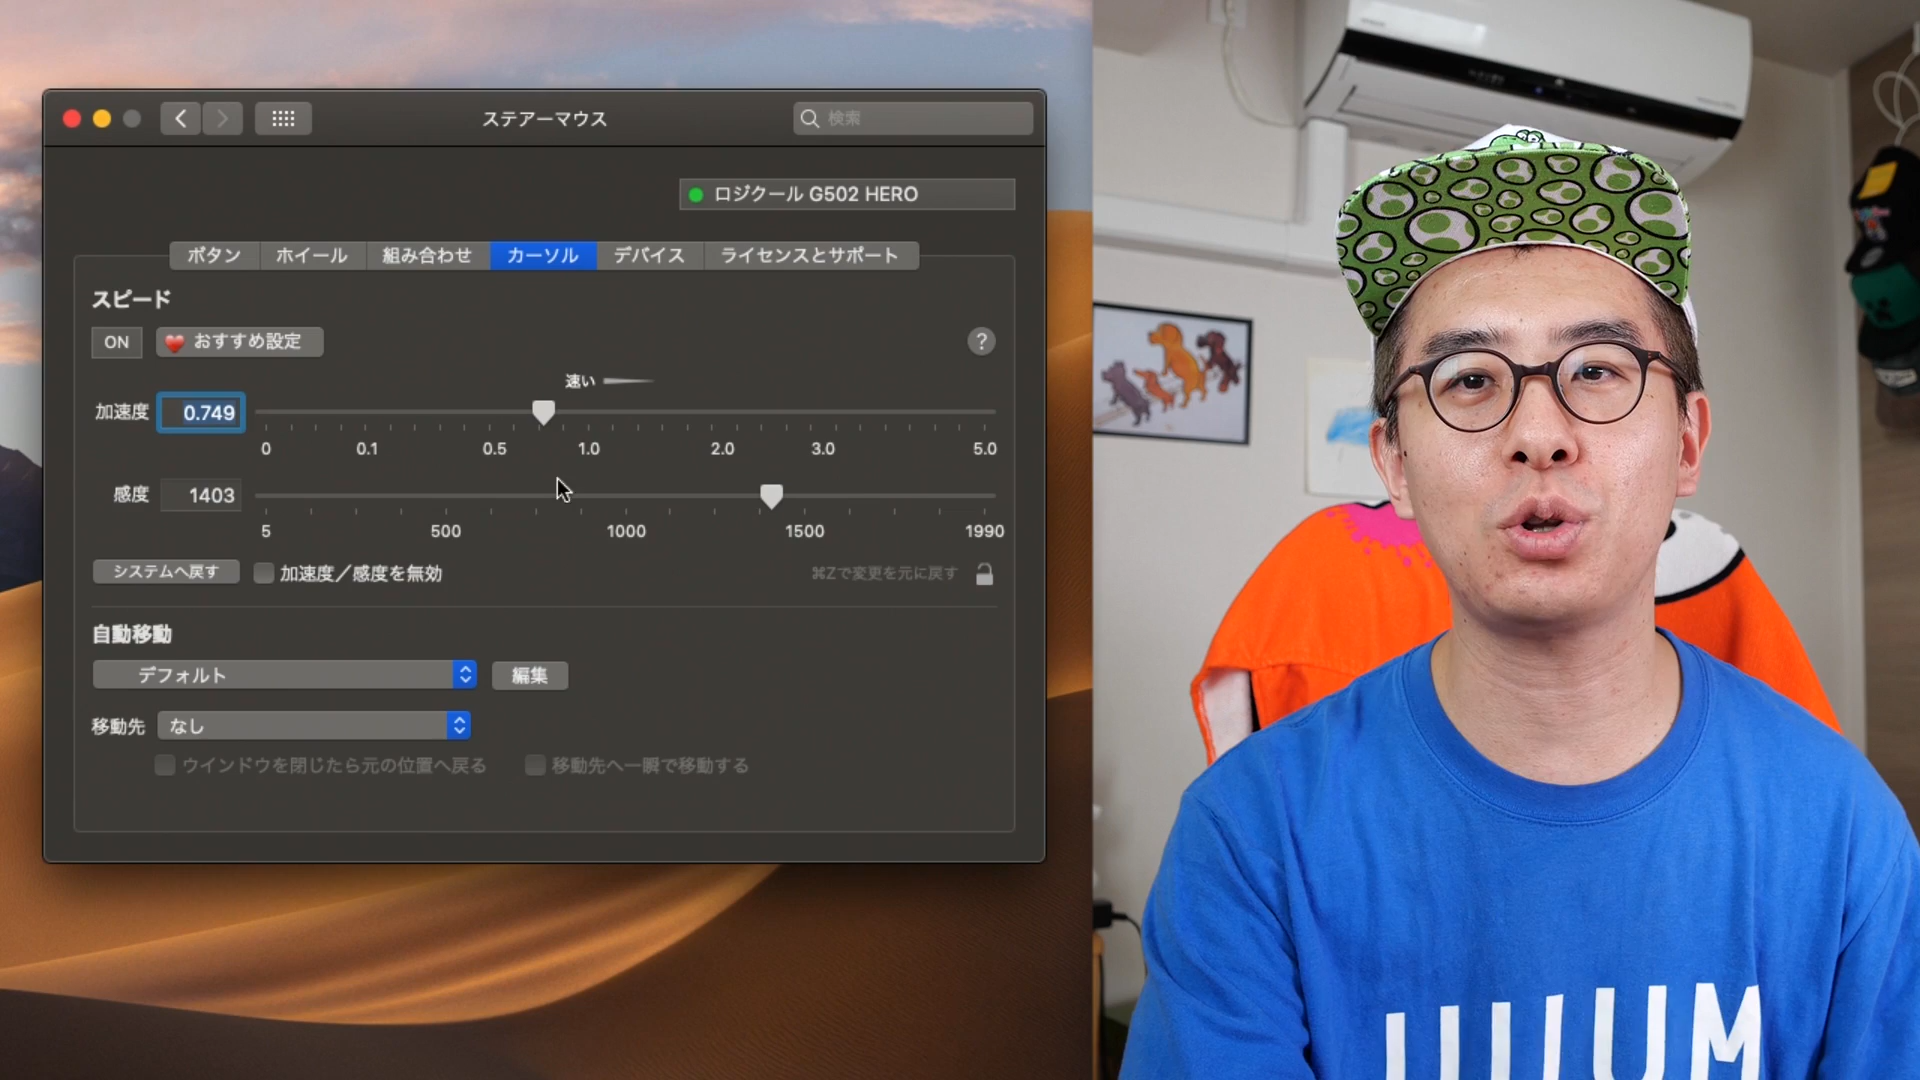 ステアーマウス
検索
ロジクール G502 HERO
ボタン ホイール 組み合わせ カーソル デバイス ライセンスとサポート
スピード
ON ❤️ おすすめ設定 ?
速い
加速度 0.749
0 0.1 0.5 1.0 2.0 3.0 5.0
感度 1403
5 500 1000 1500 1990
システムへ戻す 加速度／感度を無効 ⌘Zで変更を元に戻す
自動移動
デフォルト 編集
移動先 なし
ウインドウを閉じたら元の位置へ戻る 移動先へ一瞬で移動する
UUUM